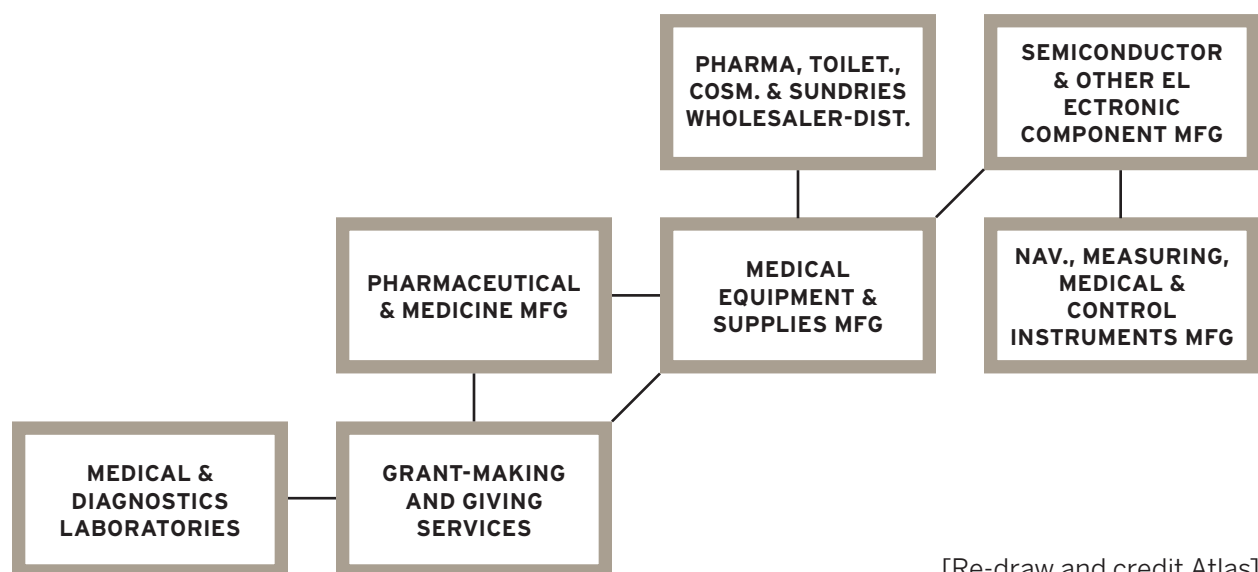 PHARMA, TOILET.,
COSM. & SUNDRIES
WHOLESALER-DIST.
SEMICONDUCTOR
& OTHER EL
ECTRONIC
COMPONENT MFG
PHARMACEUTICAL
& MEDICINE MFG
MEDICAL
EQUIPMENT &
SUPPLIES MFG
NAV., MEASURING,
MEDICAL &
CONTROL
INSTRUMENTS MFG
MEDICAL &
DIAGNOSTICS
LABORATORIES
GRANT-MAKING
AND GIVING
SERVICES
[Re-draw and credit Atlas]